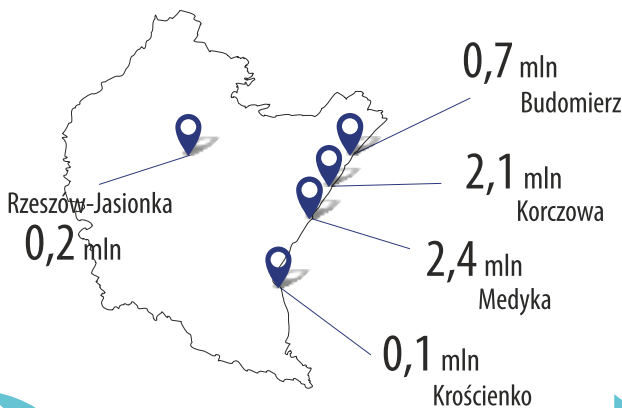 0,7 mln
Budomierz
2,1 mln
Korczowa
Rzeszów-Jasionka
0,2 mln
2,4 mln
Medyka
0,1 mln
Krościenko